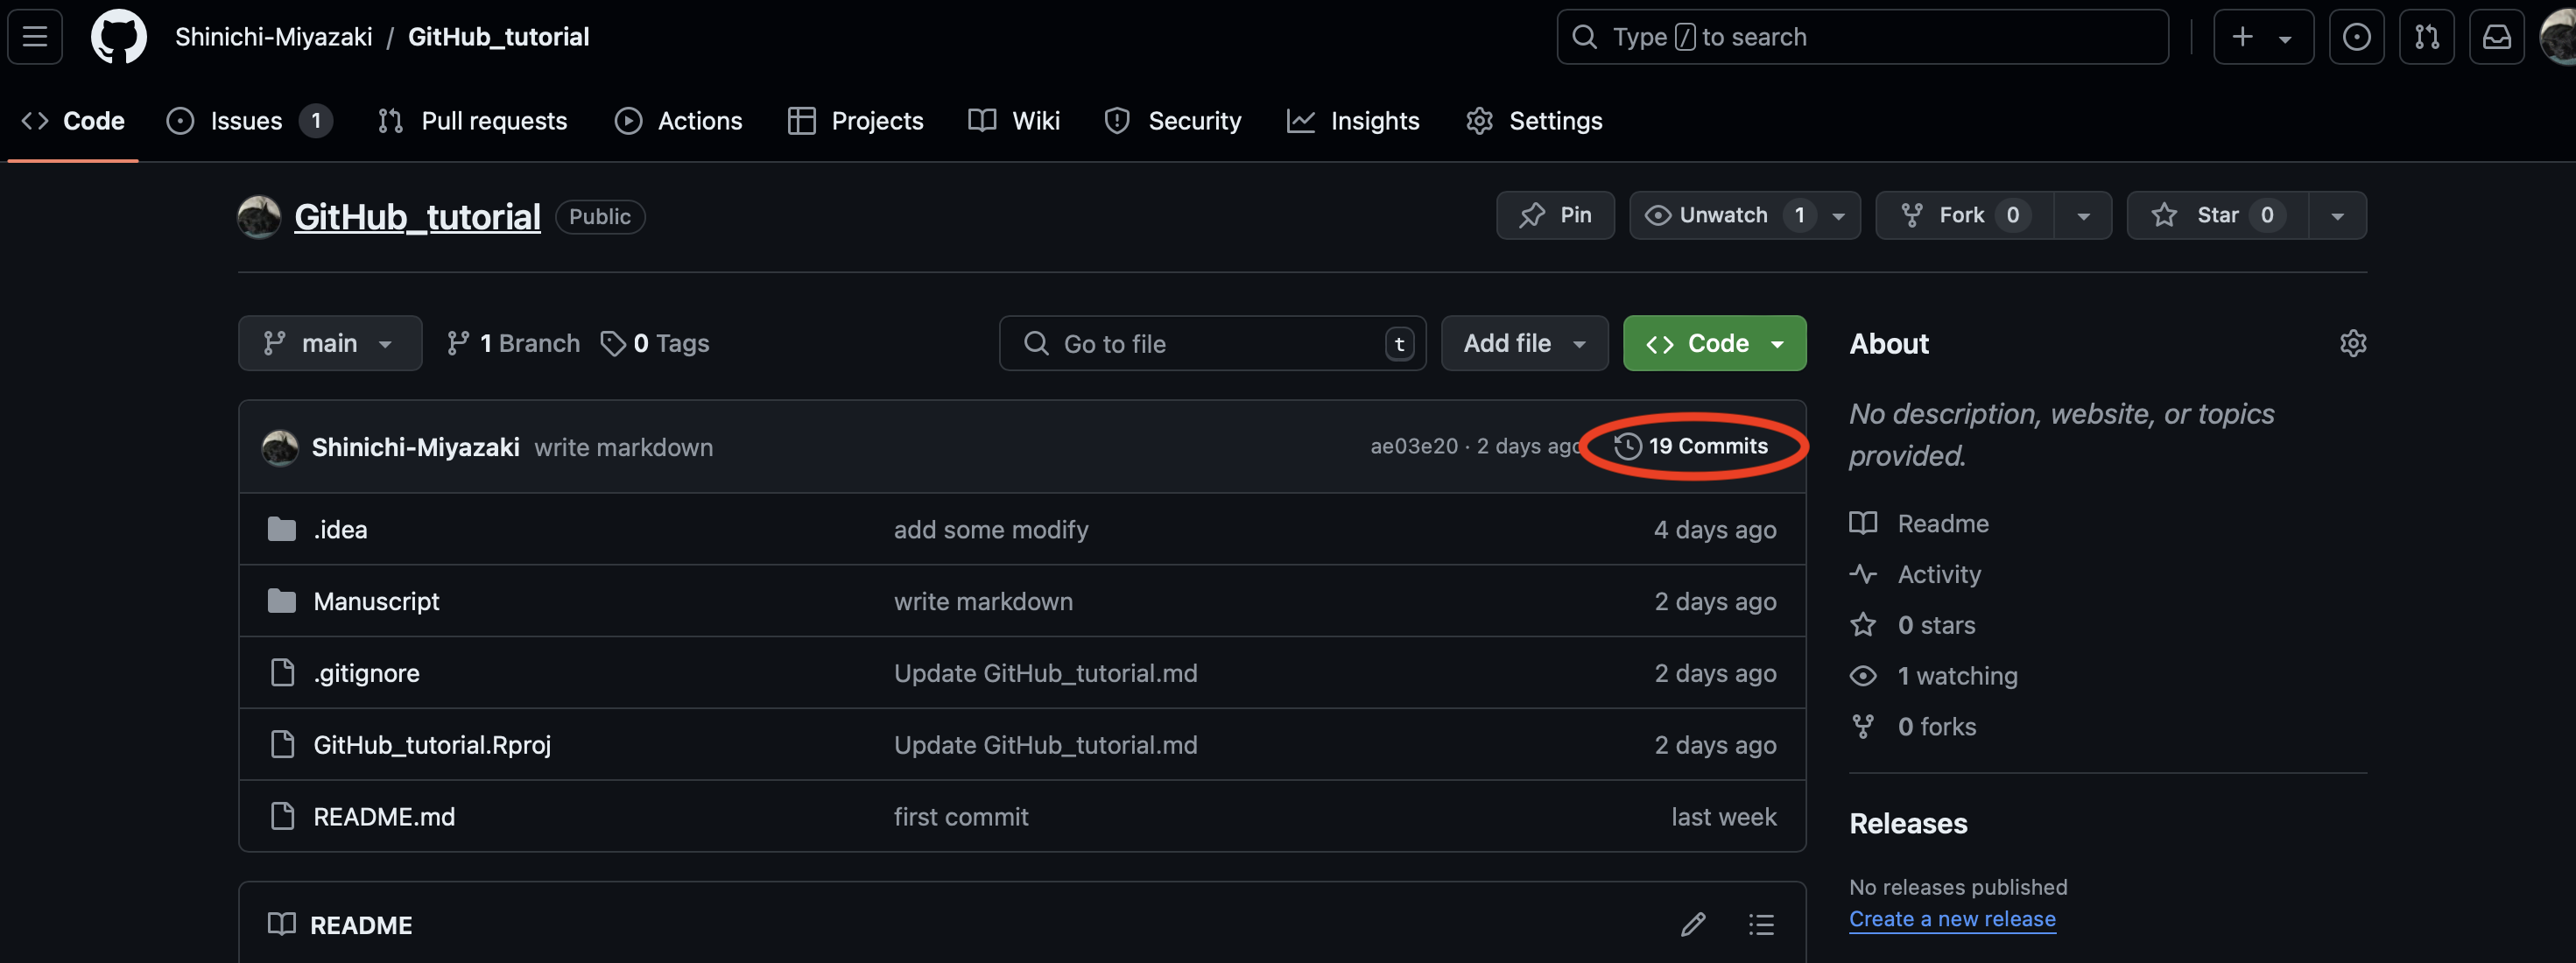 Shinichi-Miyazaki / GitHub_tutorial
Type / to search
Code
Issues 1
Pull requests
Actions
Projects
Wiki
Security
Insights
Settings
GitHub_tutorial Public
Pin
Unwatch 1
Fork 0
Star 0
main
1 Branch
0 Tags
Go to file t
Add file
Code
Shinichi-Miyazaki write markdown ae03e20 · 2 days ago 19 Commits
.idea add some modify 4 days ago
Manuscript write markdown 2 days ago
.gitignore Update GitHub_tutorial.md 2 days ago
GitHub_tutorial.Rproj Update GitHub_tutorial.md 2 days ago
README.md first commit last week
README
About
No description, website, or topics
provided.
Readme
Activity
0 stars
1 watching
0 forks
Releases
No releases published
Create a new release